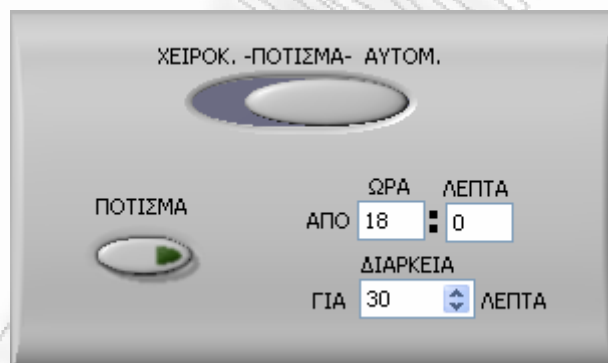 ΧΕΙΡΟΚ. -ΠΟΤΙΣΜΑ- ΑΥΤΟΜ.
ΠΟΤΙΣΜΑ
ΩΡΑ ΛΕΠΤΑ
ΑΠΟ 18 : 0
ΔΙΑΡΚΕΙΑ
ΓΙΑ 30 ΛΕΠΤΑ